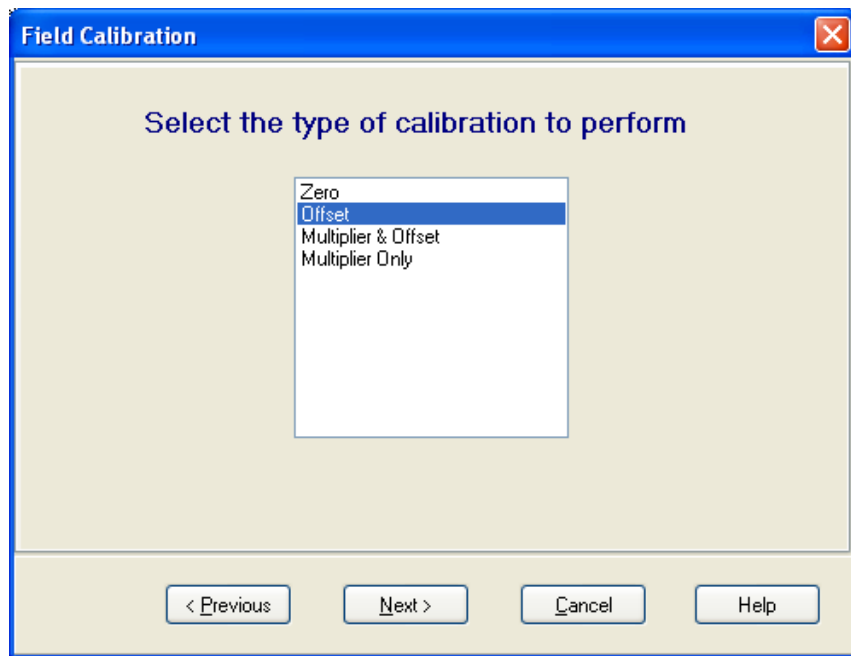 Field Calibration
Select the type of calibration to perform
Zero
Offset
Multiplier & Offset
Multiplier Only
< Previous
Next >
Cancel
Help